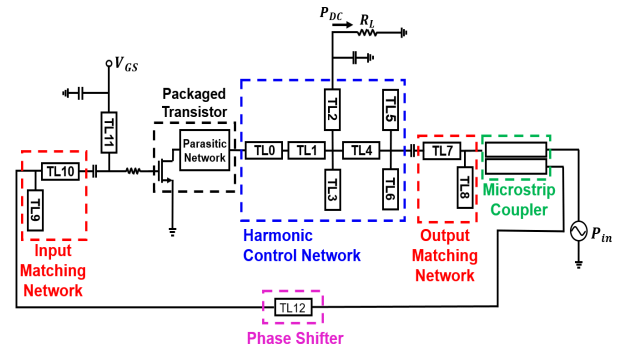 P_DC
R_L
V_GS
Packaged
Transistor
Parasitic
Network
TL11
TL2
TL5
TL10
TL0
TL1
TL4
TL7
TL9
TL3
TL6
TL8
Microstrip
Coupler
P_in
Input
Matching
Network
Harmonic
Control Network
Output
Matching
Network
TL12
Phase Shifter